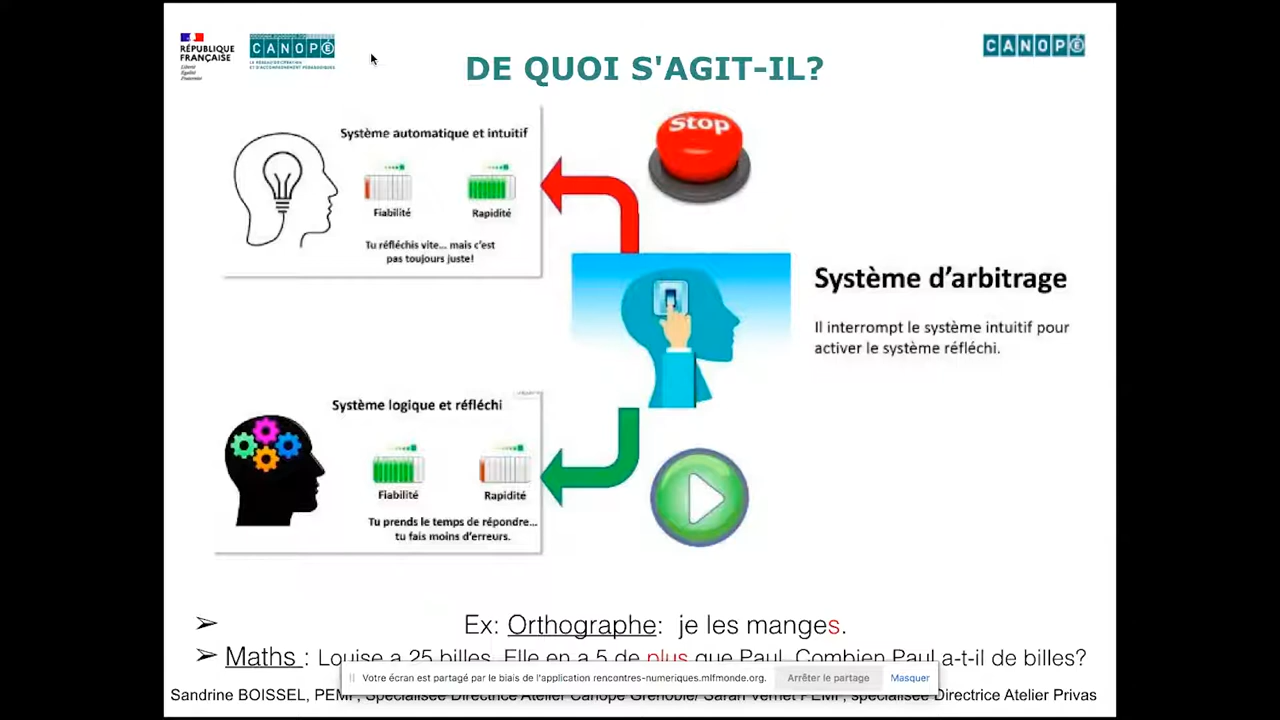 RÉPUBLIQUE
FRANÇAISE
Liberté
Égalité
Fraternité
CANOPÉ
CANOPÉ
DE QUOI S'AGIT-IL?
Système automatique et intuitif
Fiabilité
Rapidité
Tu réfléchis vite... mais c'est
pas toujours juste!
Stop
Système d'arbitrage
Il interrompt le système intuitif pour
activer le système réfléchi.
Système logique et réfléchi
Fiabilité
Rapidité
Tu prends le temps de répondre...
tu fais moins d'erreurs.
➢ Ex: Orthographe: je les manges.
➢ Maths : Louise a 25 billes. Elle en a 5 de plus que Paul. Combien Paul a-t-il de billes?
Votre écran est partagé par le biais de l'application rencontres-numeriques.mlfmonde.org.
Arrêter le partage
Masquer
Sandrine BOISSEL, PEMF, Spécialisée Directrice Atelier Canopé Grenoble/ Sarah Vernet PEMF, spécialisée Directrice Atelier Privas